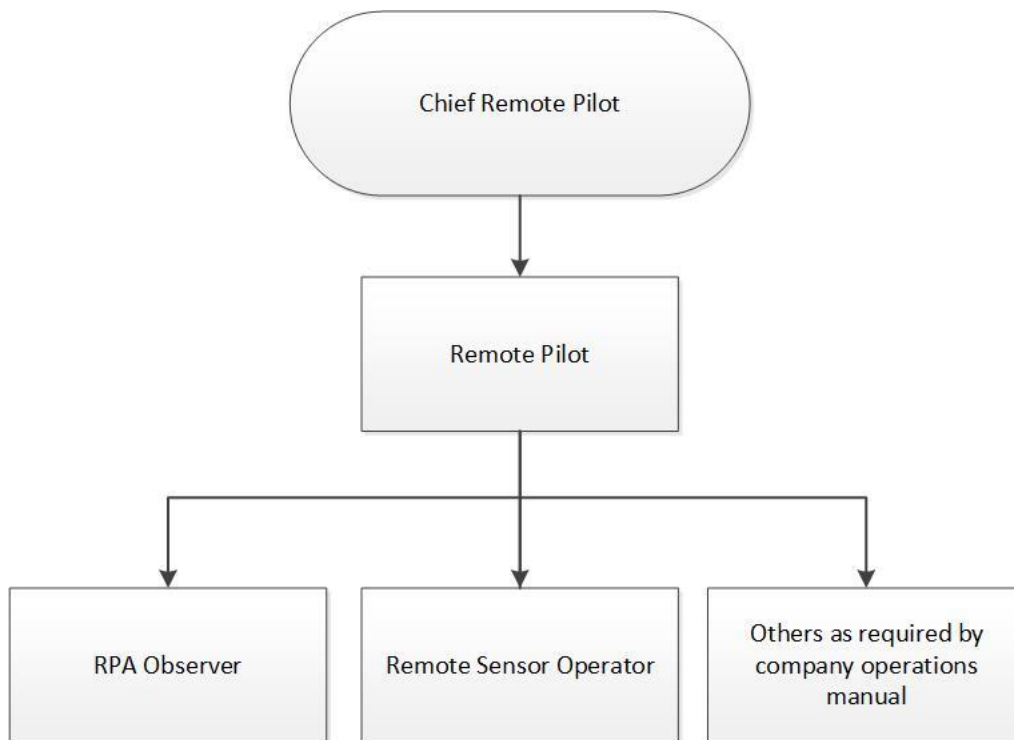 Chief Remote Pilot
Remote Pilot
RPA Observer
Remote Sensor Operator
Others as required by
company operations
manual